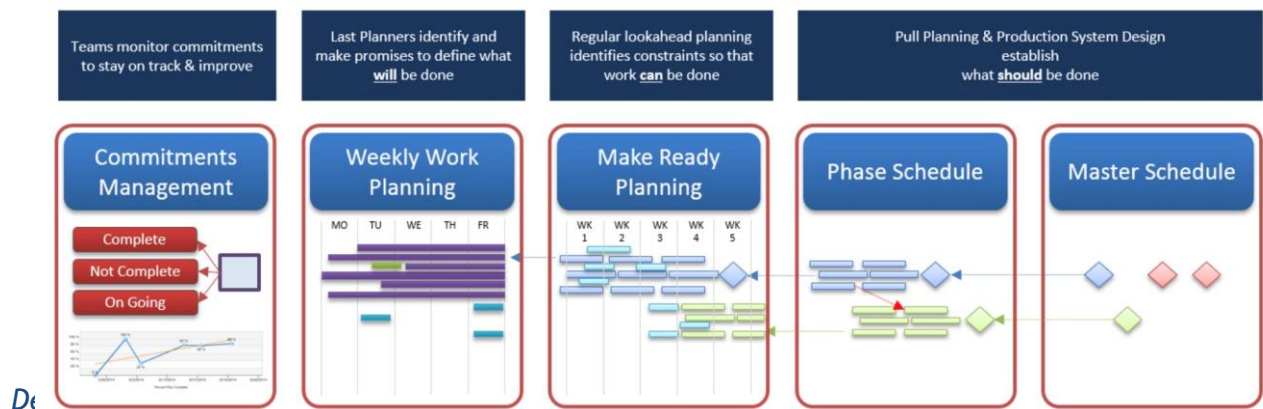 Teams monitor commitments
to stay on track & improve
Last Planners identify and
make promises to define what
will be done
Regular lookahead planning
identifies constraints so that
work can be done
Pull Planning & Production System Design
establish
what should be done
Commitments
Management
Weekly Work
Planning
Make Ready
Planning
Phase Schedule
Master Schedule
Complete
Not Complete
On Going
MO TU WE TH FR
WK WK WK WK WK
1 2 3 4 5
De